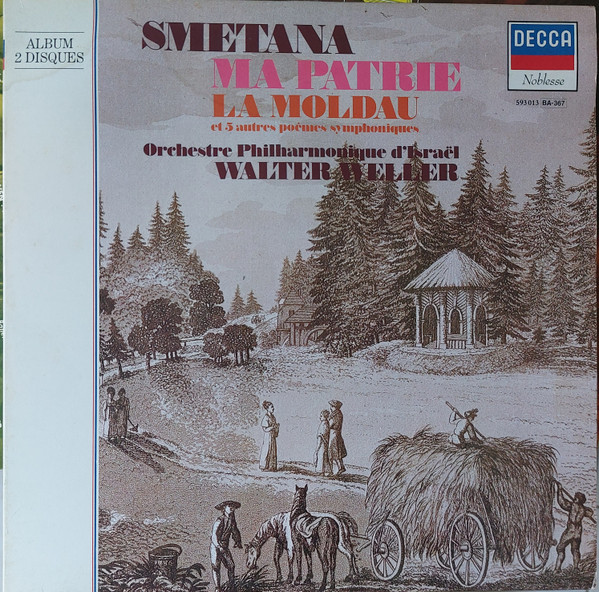 ALBUM
2 DISQUES
SMETANA
MA PATRIE
LA MOLDAU
et 5 autres poèmes symphoniques
Orchestre Philharmonique d'Israël
WALTER WELLER
DECCA
Noblesse
593013 BA-367